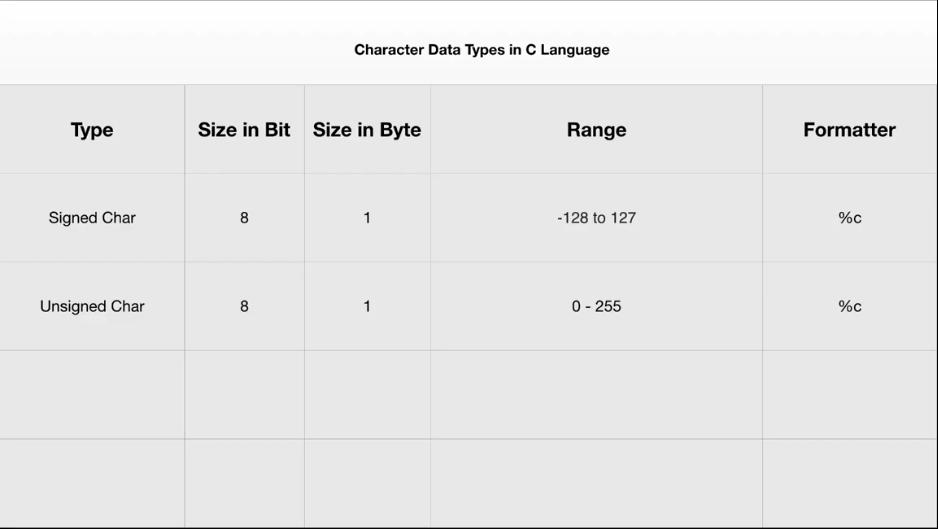 Character Data Types in C Language
Type Size in Bit Size in Byte Range Formatter
Signed Char 8 1 -128 to 127 %c
Unsigned Char 8 1 0 - 255 %c